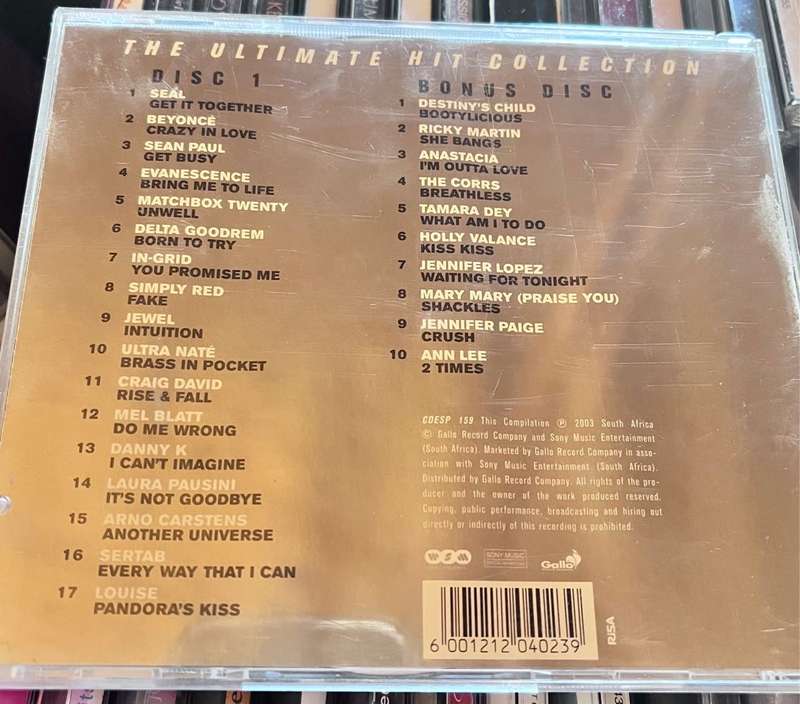 THE ULTIMATE HIT COLLECTION
DISC 1
1 SEAL
GET IT TOGETHER
2 BEYONCÉ
CRAZY IN LOVE
3 SEAN PAUL
GET BUSY
4 EVANESCENCE
BRING ME TO LIFE
5 MATCHBOX TWENTY
UNWELL
6 DELTA GOODREM
BORN TO TRY
7 IN-GRID
YOU PROMISED ME
8 SIMPLY RED
FAKE
9 JEWEL
INTUITION
10 ULTRA NATÉ
BRASS IN POCKET
11 CRAIG DAVID
RISE & FALL
12 MEL BLATT
DO ME WRONG
13 DANNY K
I CAN'T IMAGINE
14 LAURA PAUSINI
IT'S NOT GOODBYE
15 ARNO CARSTENS
ANOTHER UNIVERSE
16 SERTAB
EVERY WAY THAT I CAN
17 LOUISE
PANDORA'S KISS
BONUS DISC
1 DESTINY'S CHILD
BOOTYLICIOUS
2 RICKY MARTIN
SHE BANGS
3 ANASTACIA
I'M OUTTA LOVE
4 THE CORRS
BREATHLESS
5 TAMARA DEY
WHAT AM I TO DO
6 HOLLY VALANCE
KISS KISS
7 JENNIFER LOPEZ
WAITING FOR TONIGHT
8 MARY MARY (PRAISE YOU)
SHACKLES
9 JENNIFER PAIGE
CRUSH
10 ANN LEE
2 TIMES
CDESP 159 This Compilation ℗ 2003 South Africa
© Gallo Record Company and Sony Music Entertainment
(South Africa). Marketed by Gallo Record Company in asso-
ciation with Sony Music Entertainment (South Africa).
Distributed by Gallo Record Company. All rights of the pro-
ducer and the owner of the work produced reserved.
Copying, public performance, broadcasting and hiring out
directly or indirectly of this recording is prohibited.
WSM
SONY MUSIC
Gallo
6 001212 040239
RISA